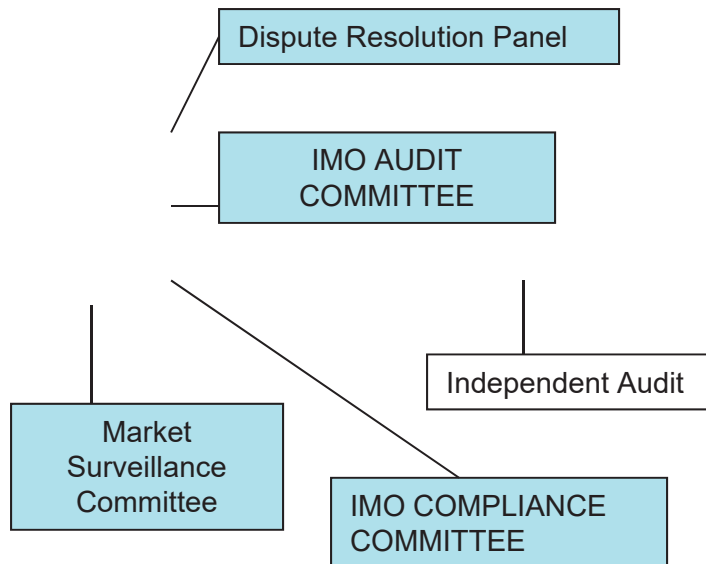 Dispute Resolution Panel
IMO AUDIT
COMMITTEE
Independent Audit
Market
Surveillance
Committee
IMO COMPLIANCE
COMMITTEE